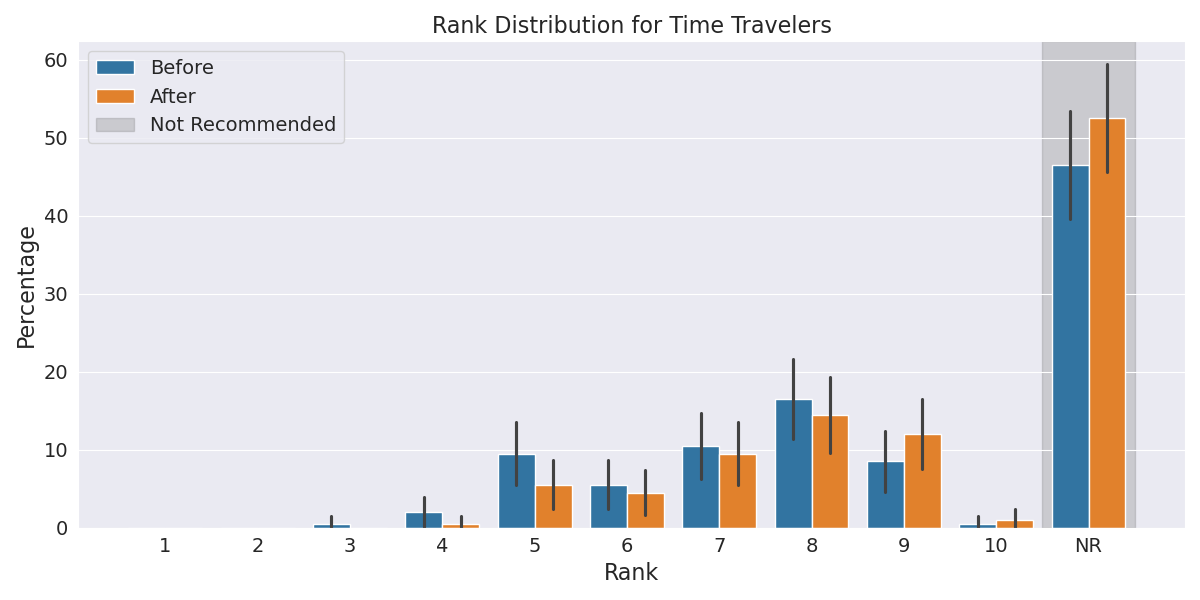 Rank Distribution for Time Travelers
Before
After
Not Recommended
Percentage
60
50
40
30
20
10
0
1 2 3 4 5 6 7 8 9 10 NR
Rank